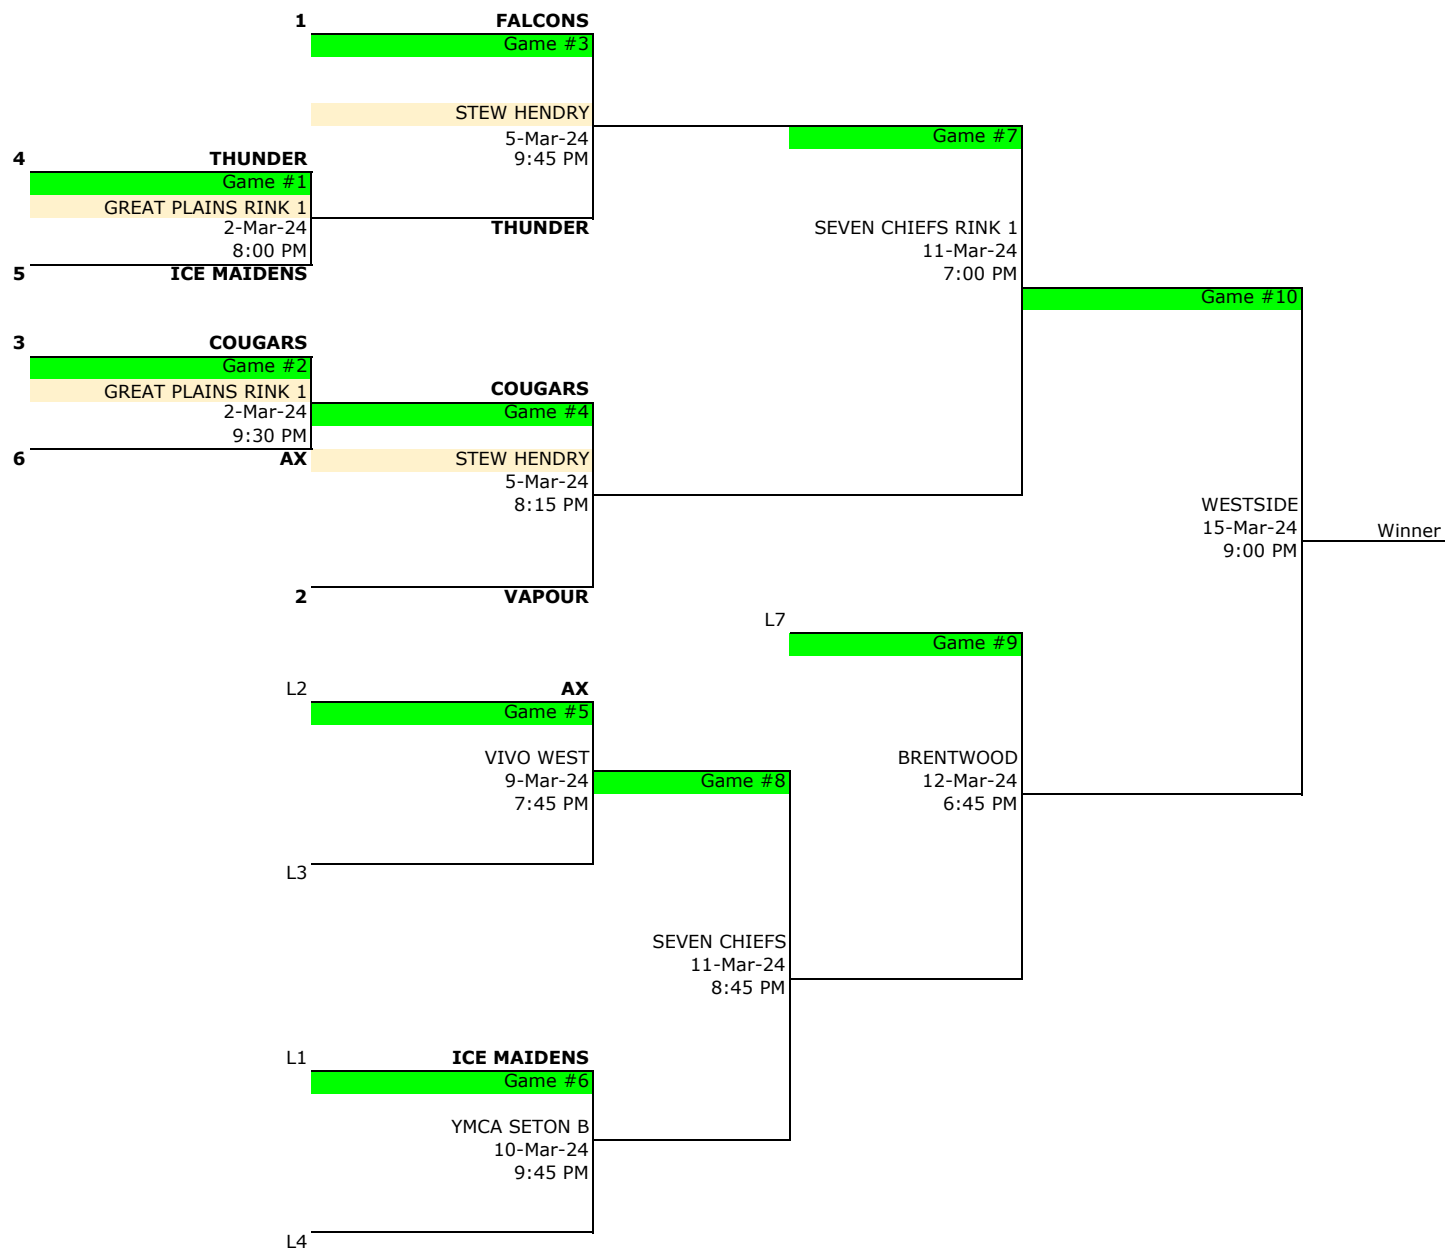 1 FALCONS
Game #3
STEW HENDRY
5-Mar-24
9:45 PM
4 THUNDER
Game #1
GREAT PLAINS RINK 1
2-Mar-24
8:00 PM
5 ICE MAIDENS
THUNDER
Game #7
SEVEN CHIEFS RINK 1
11-Mar-24
7:00 PM
Game #10
3 COUGARS
Game #2
GREAT PLAINS RINK 1
2-Mar-24
9:30 PM
6 AX
COUGARS
Game #4
STEW HENDRY
5-Mar-24
8:15 PM
2 VAPOUR
WESTSIDE
15-Mar-24
9:00 PM
Winner
L7
Game #9
BRENTWOOD
12-Mar-24
6:45 PM
L2 AX
Game #5
VIVO WEST
9-Mar-24
7:45 PM
L3
Game #8
SEVEN CHIEFS
11-Mar-24
8:45 PM
L1 ICE MAIDENS
Game #6
YMCA SETON B
10-Mar-24
9:45 PM
L4